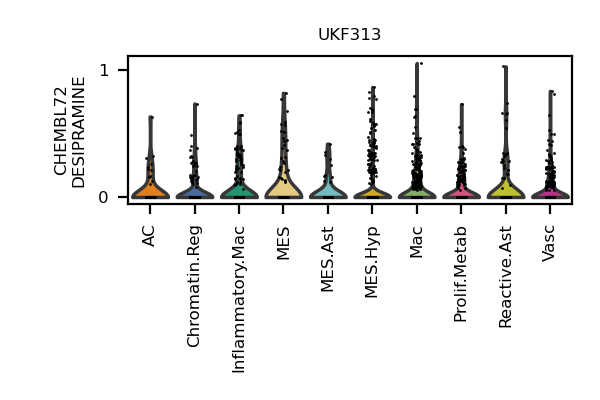 UKF313
CHEMBL72
DESIPRAMINE
1
0
AC
Chromatin.Reg
Inflammatory.Mac
MES
MES.Ast
MES.Hyp
Mac
Prolif.Metab
Reactive.Ast
Vasc